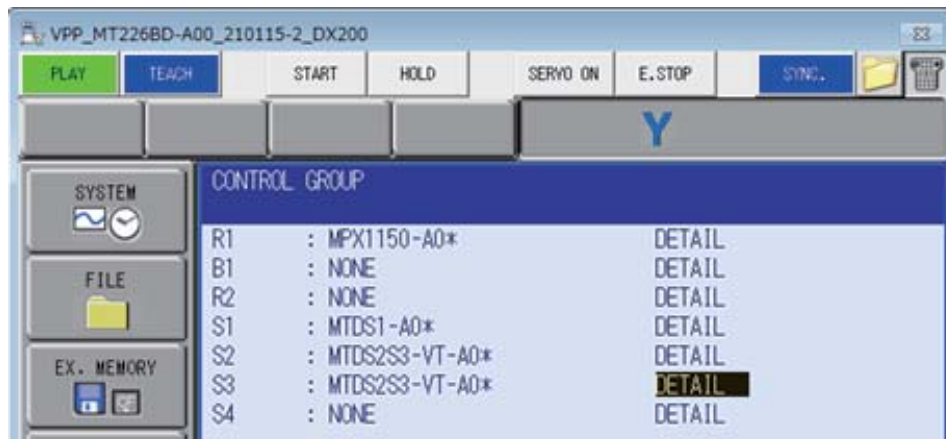 VPP_MT226BD-A00_210115-2_DX200
PLAY TEACH START HOLD SERVO ON E.STOP SYNC.
Y
SYSTEM
FILE
EX. MEMORY
CONTROL GROUP
R1 : MPX1150-A0* DETAIL
B1 : NONE DETAIL
R2 : NONE DETAIL
S1 : MTDS1-A0* DETAIL
S2 : MTDS2S3-VT-A0* DETAIL
S3 : MTDS2S3-VT-A0* DETAIL
S4 : NONE DETAIL